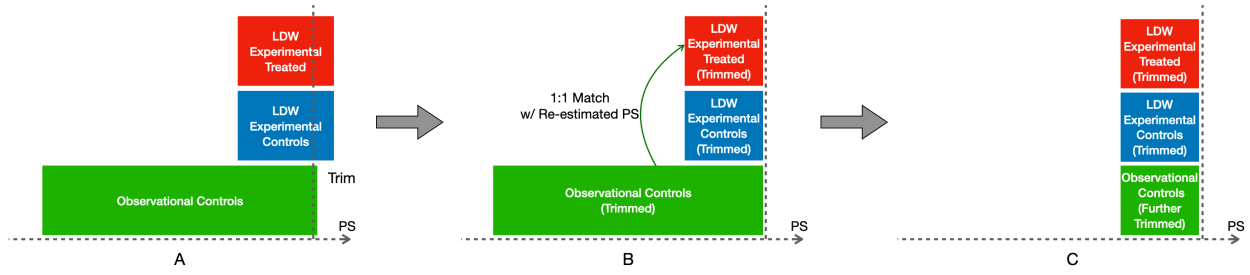 LDW
Experimental
Treated
LDW
Experimental
Controls
Observational Controls
Trim
PS
A
LDW
Experimental
Treated
(Trimmed)
1:1 Match
w/ Re-estimated PS
LDW
Experimental
Controls
(Trimmed)
Observational Controls
(Trimmed)
PS
B
LDW
Experimental
Treated
(Trimmed)
LDW
Experimental
Controls
(Trimmed)
Observational
Controls
(Further
Trimmed)
PS
C